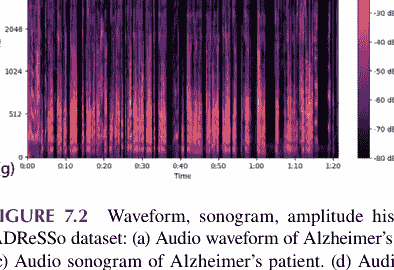 -30 dB
2048
-40 dB
1024
-50 dB
-60 dB
512
-70 dB
0
-80 dB
g)
0:00 0:10 0:20 0:30 0:40 0:50 1:00 1:10 1:20
Time
IGURE 7.2 Waveform, sonogram, amplitude his
ADReSSo dataset: (a) Audio waveform of Alzheimer's
c) Audio sonogram of Alzheimer's patient. (d) Audi